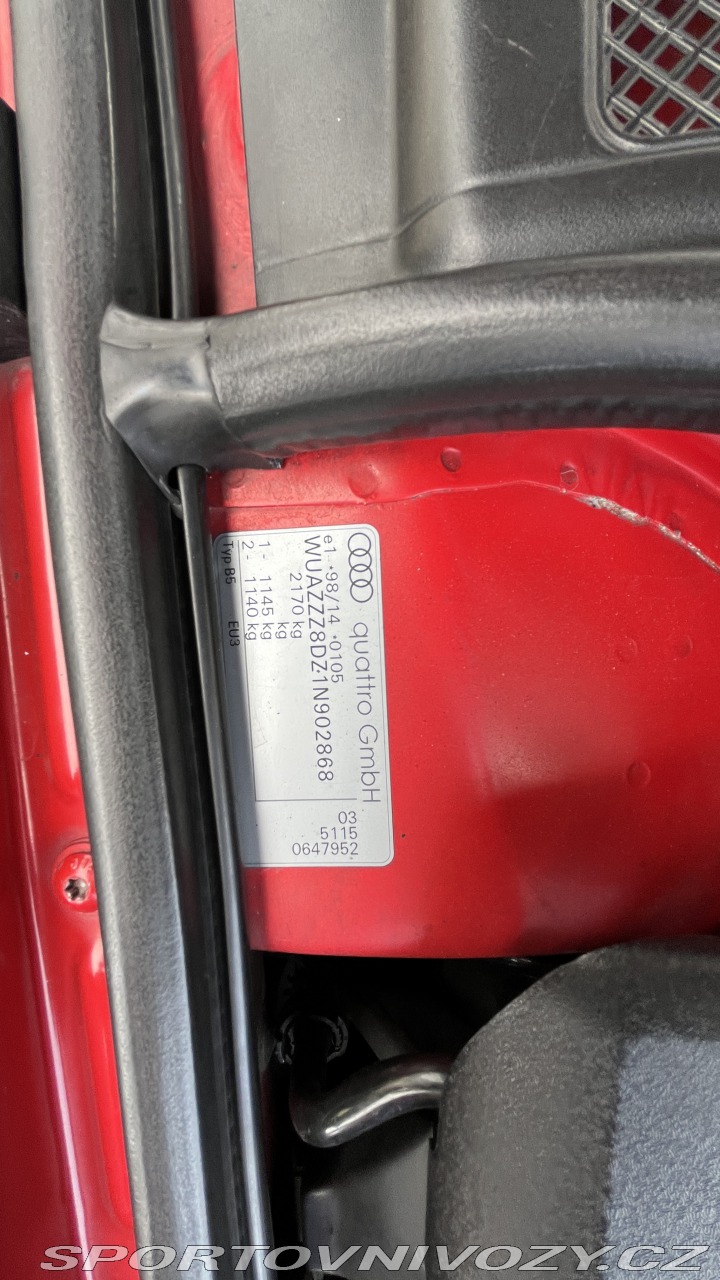 quattro GmbH
e1 *98/14 *0105
WUAZZZ8DZ1N902868
2170 kg
kg
1 - 1145 kg
2 - 1140 kg
Typ B5 EU3
03
5115
0647952
SPORTOVNIVOZY.CZ